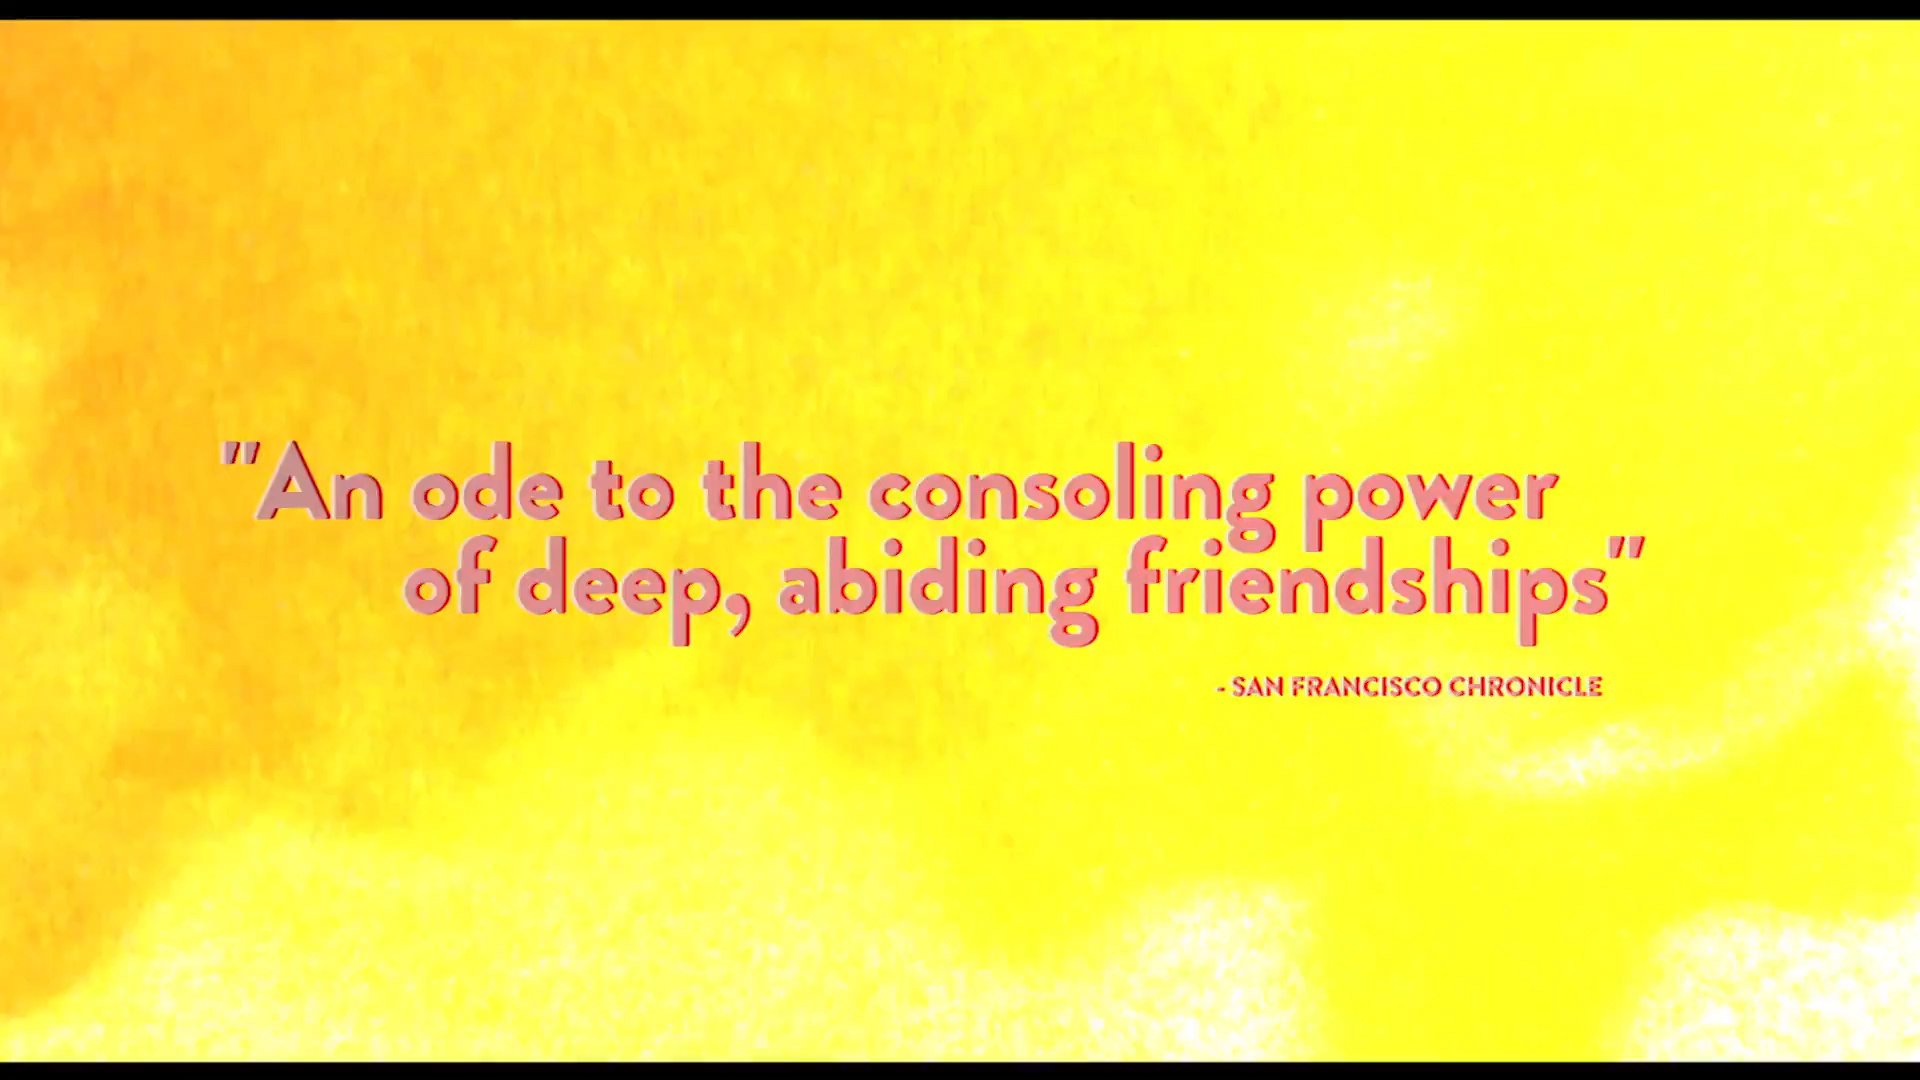 "An ode to the consoling power
of deep, abiding friendships"
- SAN FRANCISCO CHRONICLE